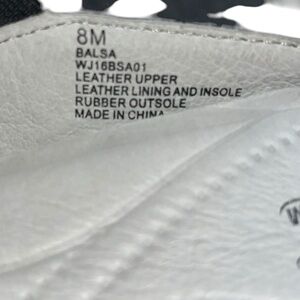 8M
BALSA
WJ16BSA01
LEATHER UPPER
LEATHER LINING AND INSOLE
RUBBER OUTSOLE
MADE IN CHINA